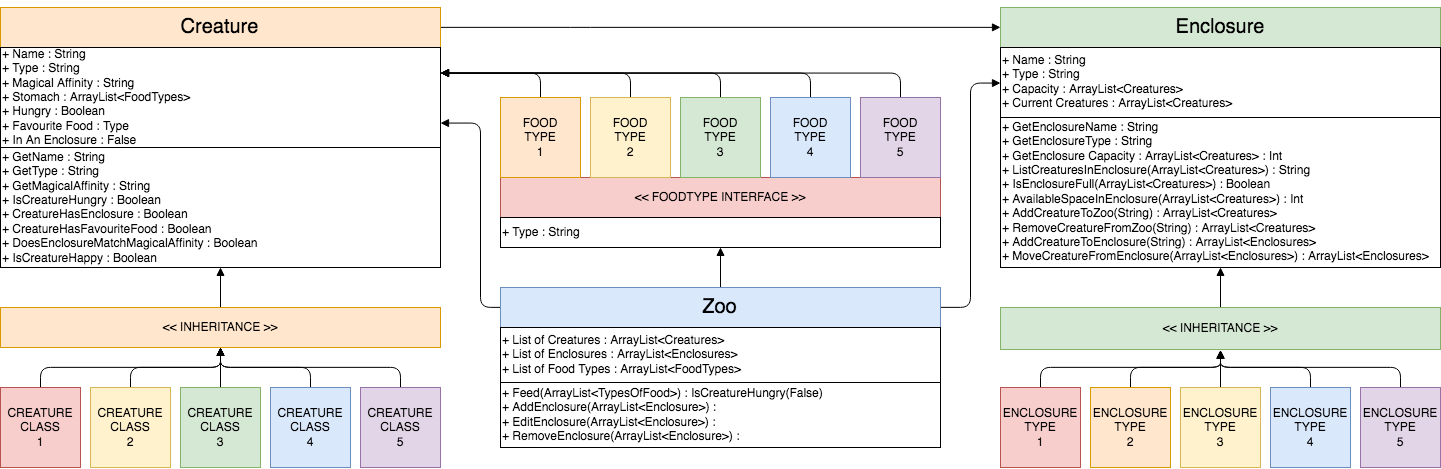 Creature
+ Name : String
+ Type : String
+ Magical Affinity : String
+ Stomach : ArrayList<FoodTypes>
+ Hungry : Boolean
+ Favourite Food : Type
+ In An Enclosure : False
+ GetName : String
+ GetType : String
+ GetMagicalAffinity : String
+ IsCreatureHungry : Boolean
+ CreatureHasEnclosure : Boolean
+ CreatureHasFavouriteFood : Boolean
+ DoesEnclosureMatchMagicalAffinity : Boolean
+ IsCreatureHappy : Boolean
<< INHERITANCE >>
CREATURE
CLASS
1
CREATURE
CLASS
2
CREATURE
CLASS
3
CREATURE
CLASS
4
CREATURE
CLASS
5
FOOD
TYPE
1
FOOD
TYPE
2
FOOD
TYPE
3
FOOD
TYPE
4
FOOD
TYPE
5
<< FOODTYPE INTERFACE >>
+ Type : String
Zoo
+ List of Creatures : ArrayList<Creatures>
+ List of Enclosures : ArrayList<Enclosures>
+ List of Food Types : ArrayList<FoodTypes>
+ Feed(ArrayList<TypesOfFood>) : IsCreatureHungry(False)
+ AddEnclosure(ArrayList<Enclosure>) :
+ EditEnclosure(ArrayList<Enclosure>) :
+ RemoveEnclosure(ArrayList<Enclosure>) :
Enclosure
+ Name : String
+ Type : String
+ Capacity : ArrayList<Creatures>
+ Current Creatures : ArrayList<Creatures>
+ GetEnclosureName : String
+ GetEnclosureType : String
+ GetEnclosure Capacity : ArrayList<Creatures> : Int
+ ListCreaturesInEnclosure(ArrayList<Creatures>) : String
+ IsEnclosureFull(ArrayList<Creatures>) : Boolean
+ AvailableSpaceInEnclosure(ArrayList<Creatures>) : Int
+ AddCreatureToZoo(String) : ArrayList<Creatures>
+ RemoveCreatureFromZoo(String) : ArrayList<Creatures>
+ AddCreatureToEnclosure(String) : ArrayList<Enclosures>
+ MoveCreatureFromEnclosure(ArrayList<Enclosures>) : ArrayList<Enclosures>
<< INHERITANCE >>
ENCLOSURE
TYPE
1
ENCLOSURE
TYPE
2
ENCLOSURE
TYPE
3
ENCLOSURE
TYPE
4
ENCLOSURE
TYPE
5